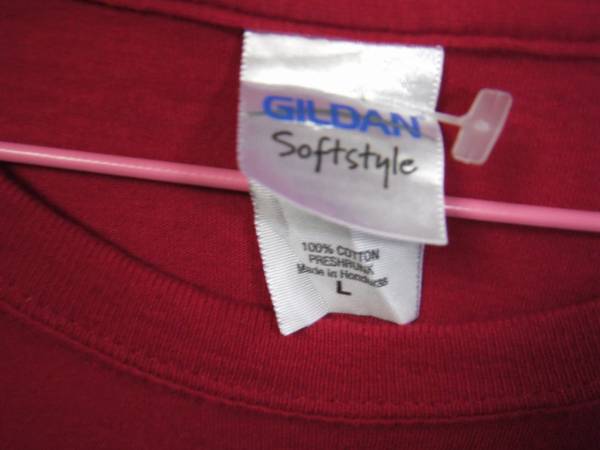 GILDAN
Softstyle
100% COTTON
PRESHRUNK
Made in Honduras
L